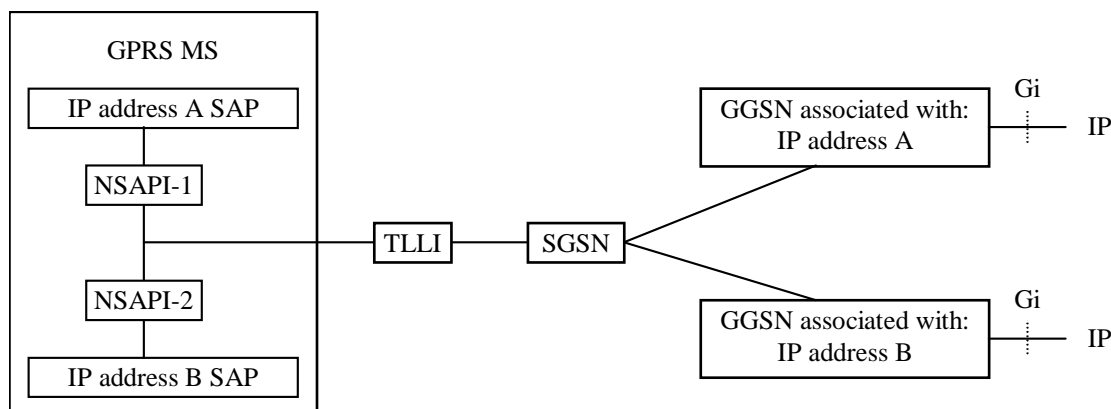 GPRS MS
IP address A SAP
NSAPI-1
NSAPI-2
IP address B SAP
TLLI
SGSN
GGSN associated with:
IP address A
Gi
IP
GGSN associated with:
IP address B
Gi
IP